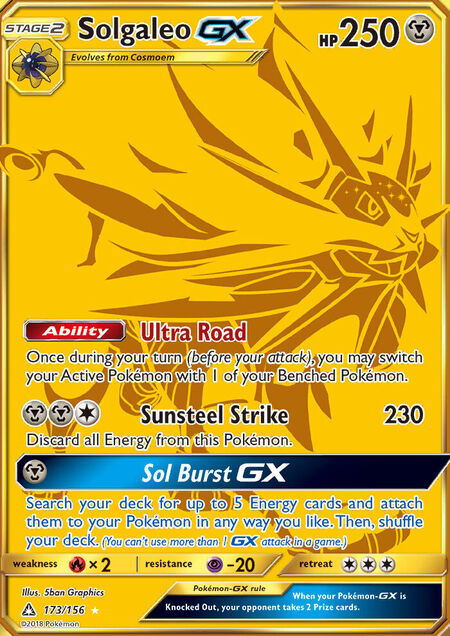 STAGE2 Solgaleo GX HP250
Evolves from Cosmoem
Ability Ultra Road
Once during your turn (before your attack), you may switch
your Active Pokémon with 1 of your Benched Pokémon.
Sunsteel Strike 230
Discard all Energy from this Pokémon.
Sol Burst GX
Search your deck for up to 5 Energy cards and attach
them to your Pokémon in any way you like. Then, shuffle
your deck. (You can't use more than 1 GX attack in a game.)
weakness × 2 resistance -20 retreat
Illus. 5ban Graphics
173/156
©2018 Pokémon
Pokémon-GX rule
When your Pokémon-GX is
Knocked Out, your opponent takes 2 Prize cards.